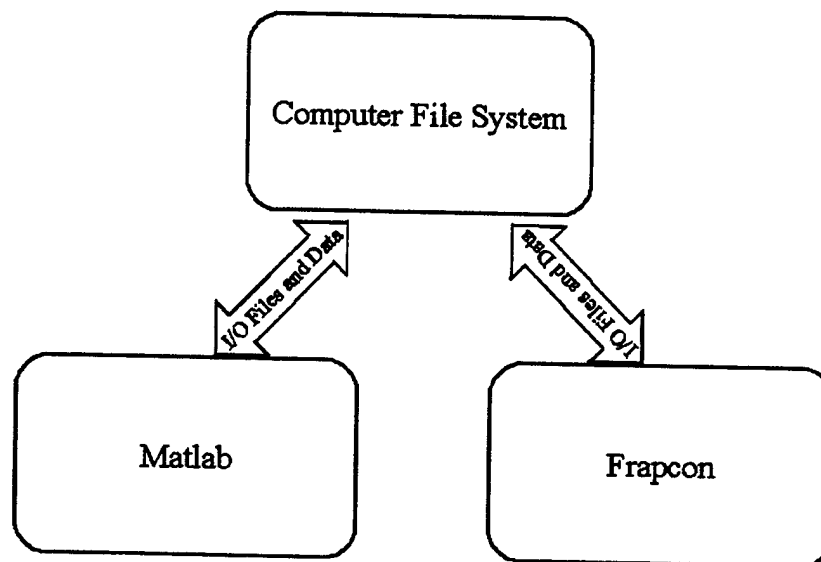 Computer File System
I/O Files and Data
I/O Files and Data
Matlab
Frapcon